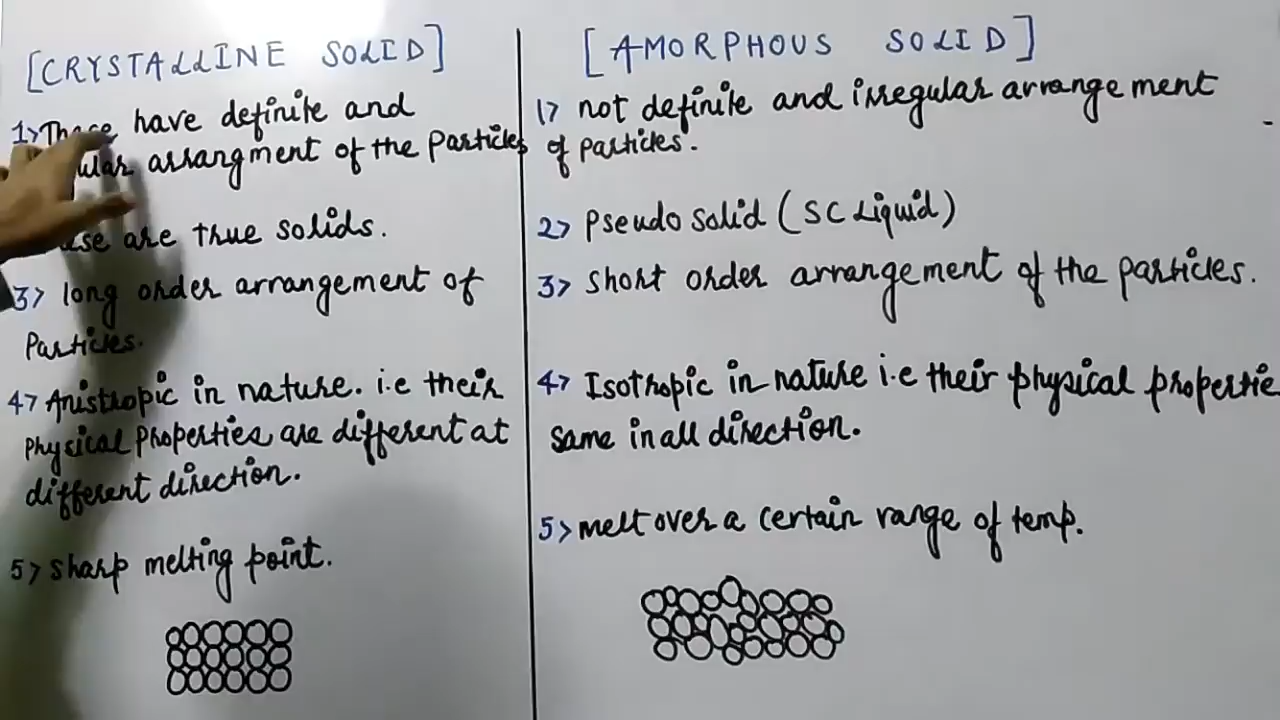 [CRYSTALLINE SOLID]
1> These have definite and
arrangment of the Particles
are true solids.
3> long order arrangement of
Particles.
4> Anistropic in nature. i.e their
Physical Properties are different at
different direction.
5> sharp melting point.
[AMORPHOUS SOLID]
1> not definite and irregular arrangement
of particles.
2> pseudo solid (SC Liquid)
3> short order arrangement of the particles.
4> Isotropic in nature i.e their physical propertie
same in all direction.
5> melt over a certain range of temp.